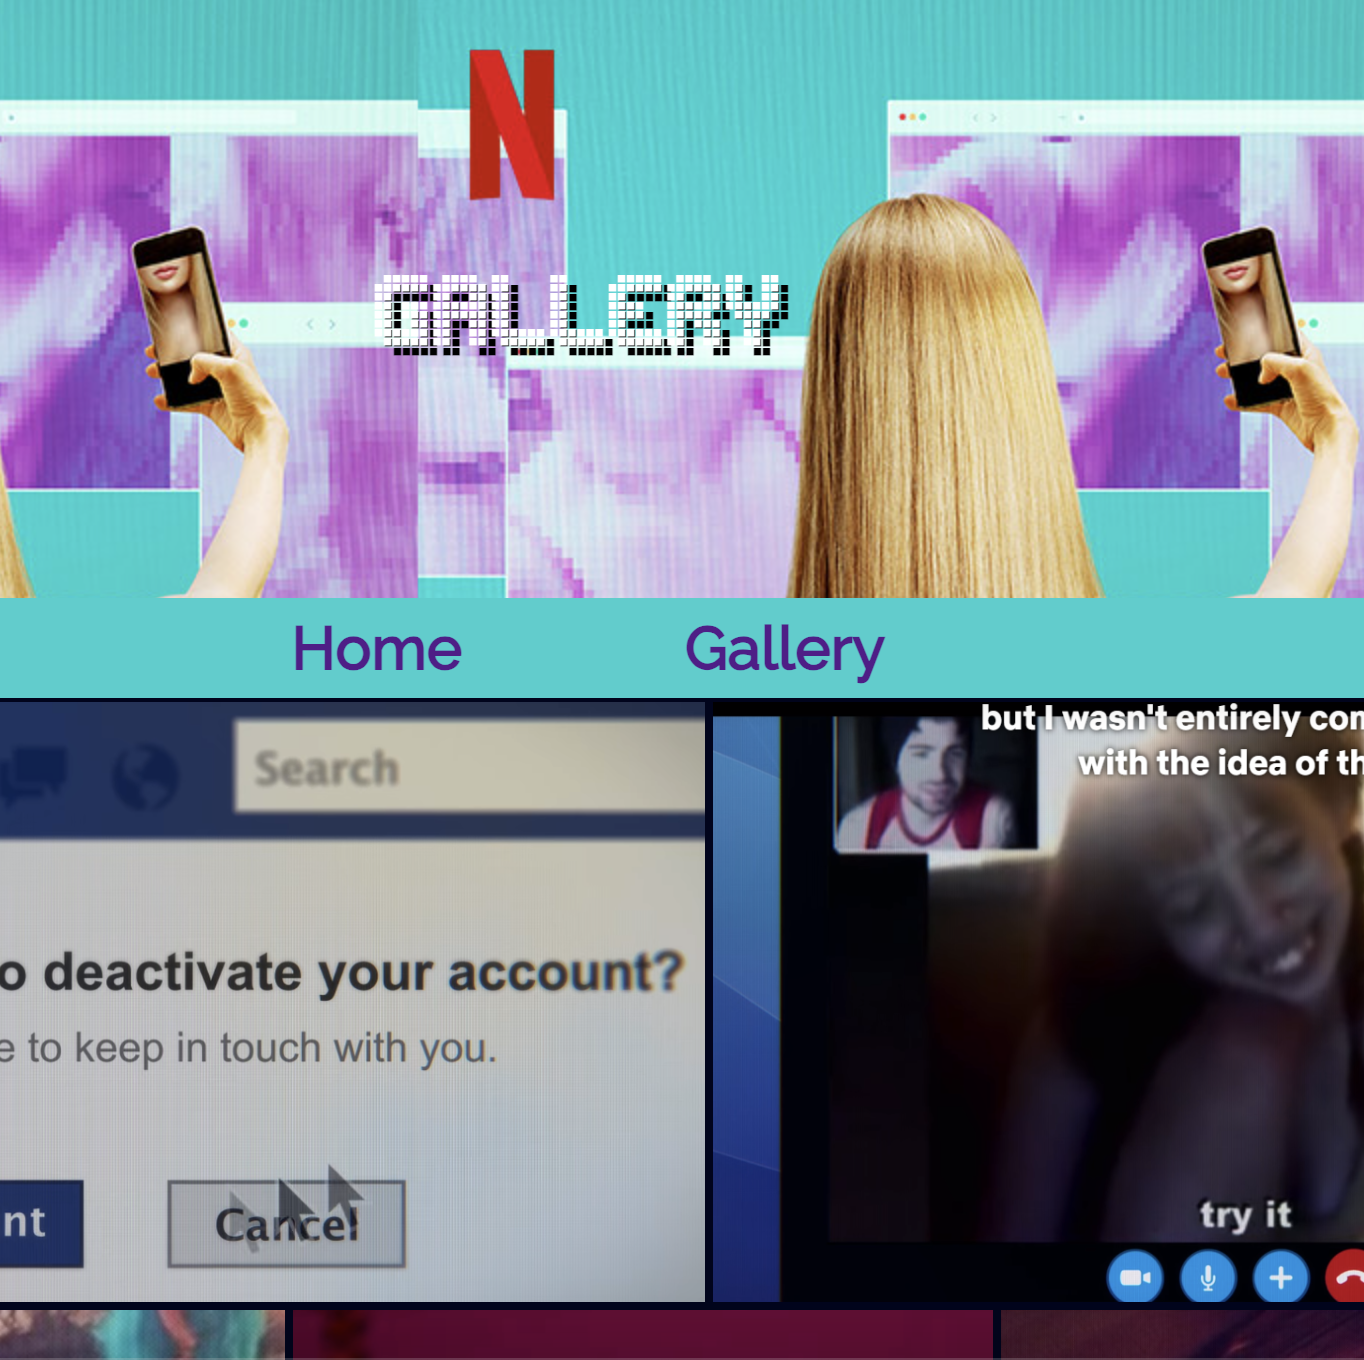 N
GALLERY
Home
Gallery
Search
o deactivate your account?
e to keep in touch with you.
nt
Cancel
but I wasn't entirely con
with the idea of th
try it